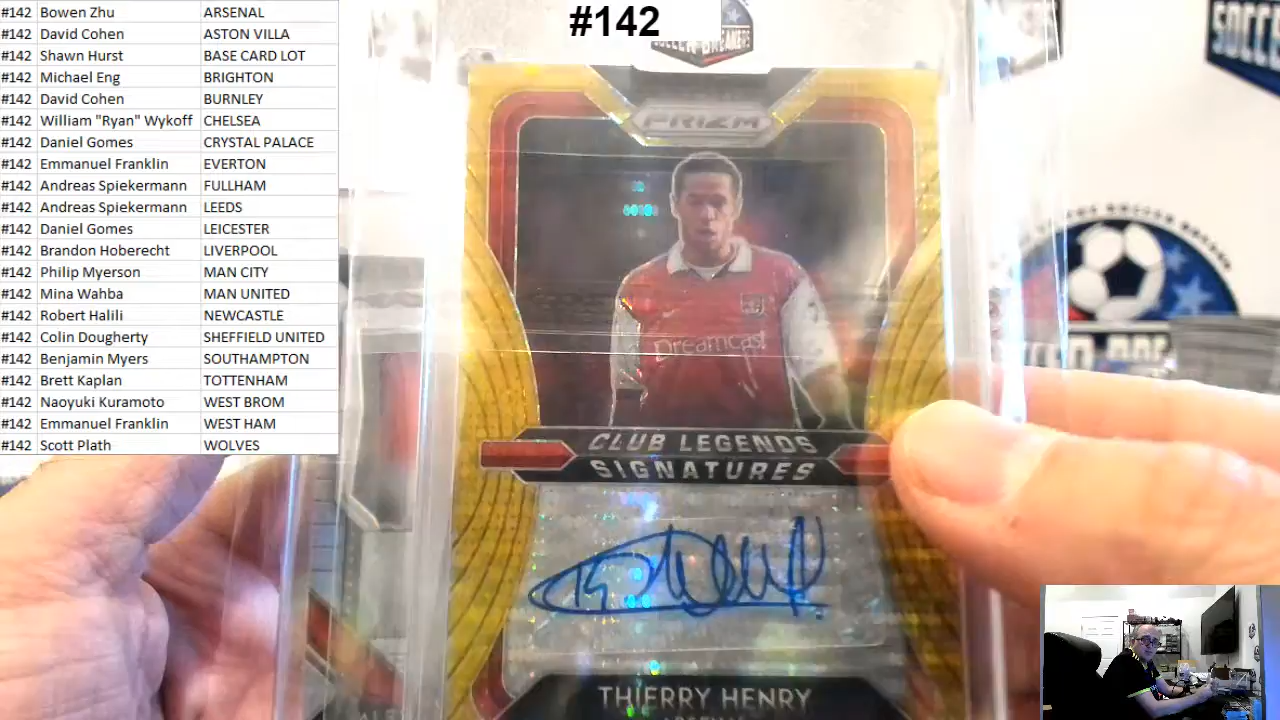 #142 Bowen Zhu ARSENAL
#142 David Cohen ASTON VILLA
#142 Shawn Hurst BASE CARD LOT
#142 Michael Eng BRIGHTON
#142 David Cohen BURNLEY
#142 William "Ryan" Wykoff CHELSEA
#142 Daniel Gomes CRYSTAL PALACE
#142 Emmanuel Franklin EVERTON
#142 Andreas Spiekermann FULLHAM
#142 Andreas Spiekermann LEEDS
#142 Daniel Gomes LEICESTER
#142 Brandon Hoberecht LIVERPOOL
#142 Philip Myerson MAN CITY
#142 Mina Wahba MAN UNITED
#142 Robert Halili NEWCASTLE
#142 Colin Dougherty SHEFFIELD UNITED
#142 Benjamin Myers SOUTHAMPTON
#142 Brett Kaplan TOTTENHAM
#142 Naoyuki Kuramoto WEST BROM
#142 Emmanuel Franklin WEST HAM
#142 Scott Plath WOLVES
#142
SOCCER BREAKERS
PRIZM
Dreamcast
CLUB LEGENDS
SIGNATURES
THIERRY HENRY
ARSENAL
SOCCER